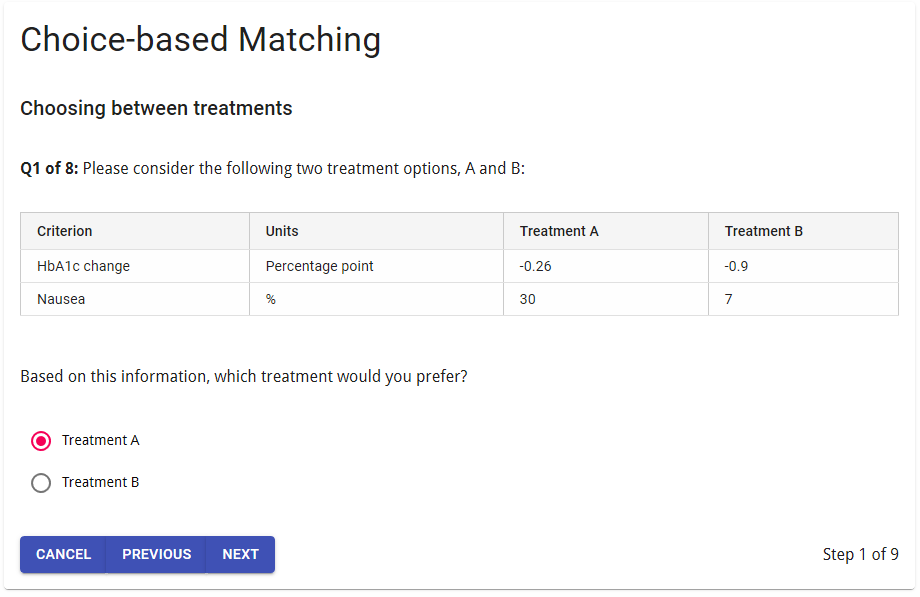 Choice-based Matching
Choosing between treatments
Q1 of 8: Please consider the following two treatment options, A and B:
Criterion Units Treatment A Treatment B
HbA1c change Percentage point -0.26 -0.9
Nausea % 30 7
Based on this information, which treatment would you prefer?
Treatment A
Treatment B
CANCEL PREVIOUS NEXT Step 1 of 9